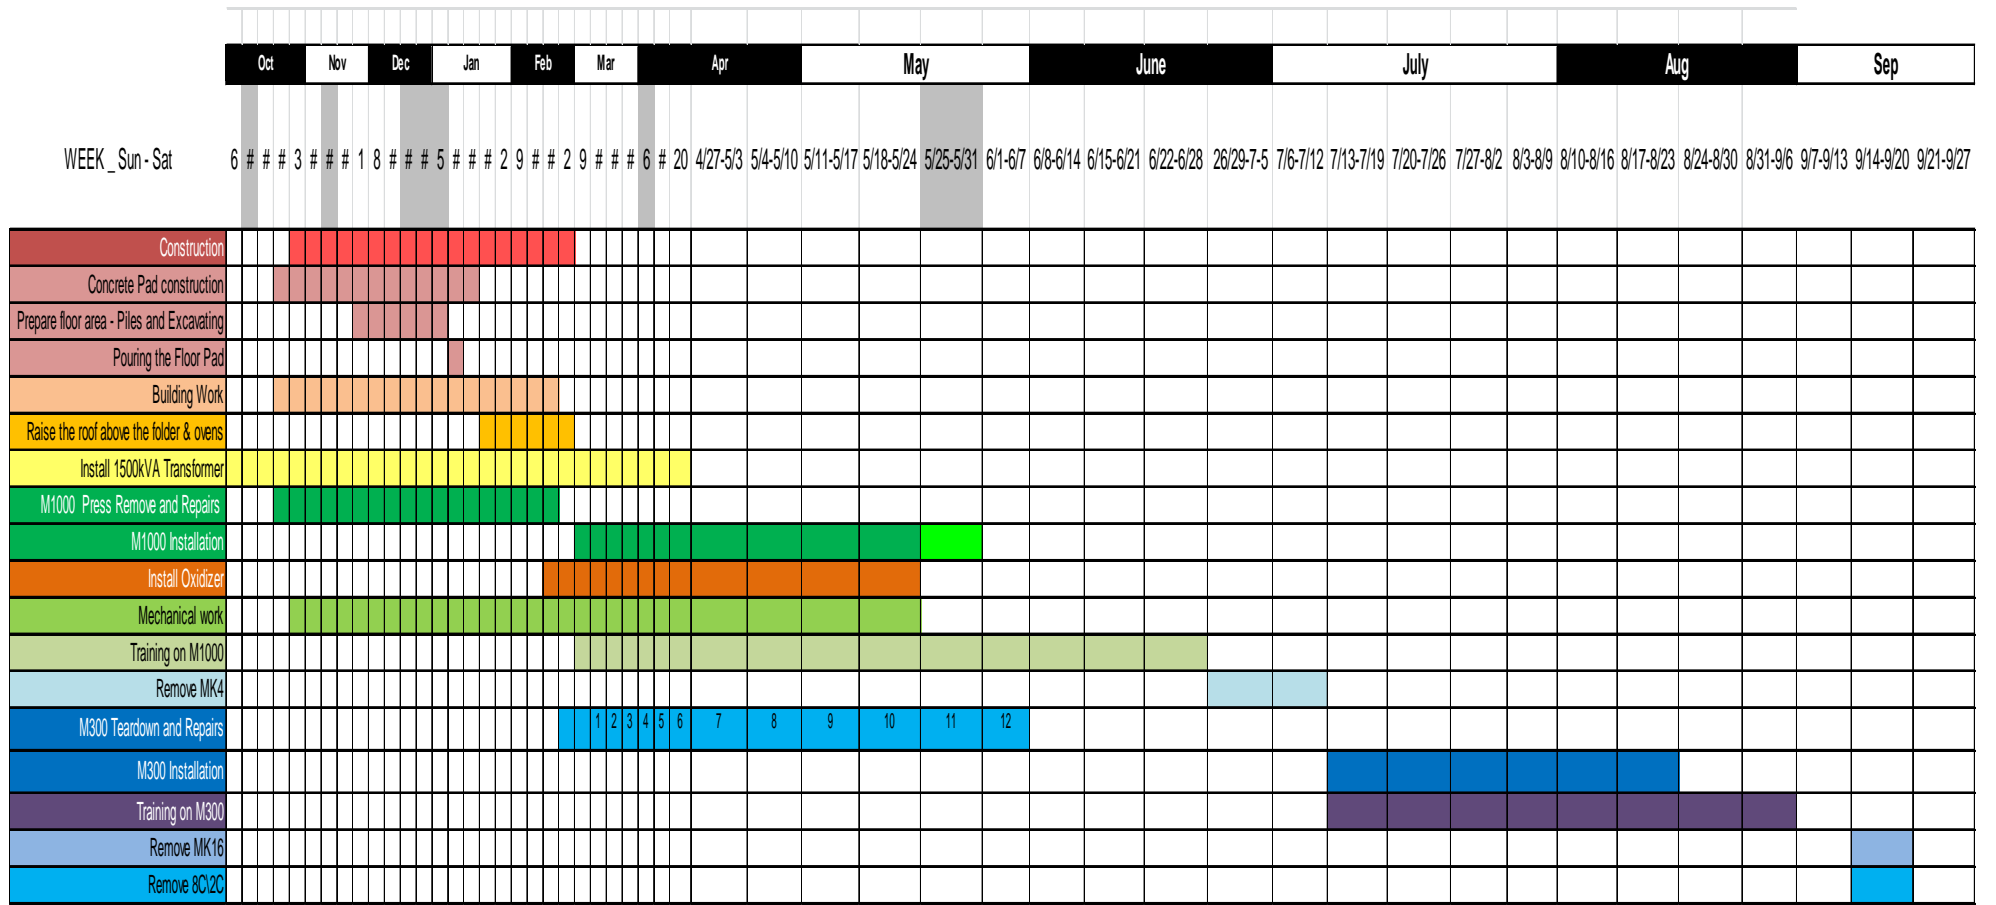 Oct Nov Dec Jan Feb Mar Apr May June July Aug Sep
WEEK _ Sun - Sat 6 # # # 3 # # # 1 8 # # # 5 # # # 2 9 # # 2 9 # # # 6 # 20 4/27-5/3 5/4-5/10 5/11-5/17 5/18-5/24 5/25-5/31 6/1-6/7 6/8-6/14 6/15-6/21 6/22-6/28 26/29-7-5 7/6-7/12 7/13-7/19 7/20-7/26 7/27-8/2 8/3-8/9 8/10-8/16 8/17-8/23 8/24-8/30 8/31-9/6 9/7-9/13 9/14-9/20 9/21-9/27
Construction
Concrete Pad construction
Prepare floor area - Piles and Excavating
Pouring the Floor Pad
Building Work
Raise the roof above the folder & ovens
Install 1500kVA Transformer
M1000 Press Remove and Repairs
M1000 Installation
Install Oxidizer
Mechanical work
Training on M1000
Remove MK4
M300 Teardown and Repairs 1 2 3 4 5 6 7 8 9 10 11 12
M300 Installation
Training on M300
Remove MK16
Remove 8C\2C